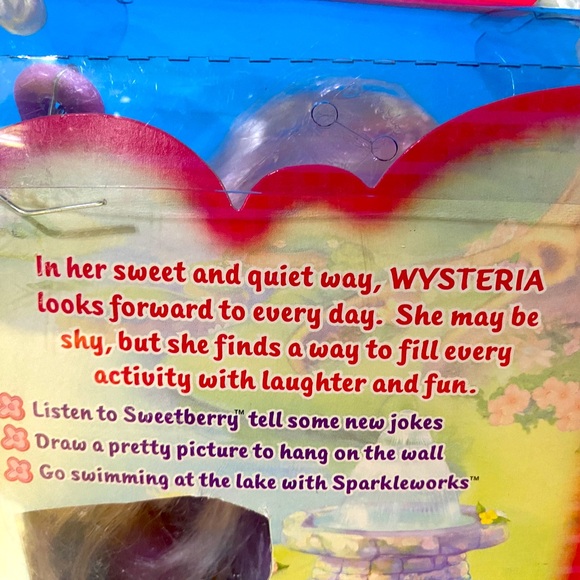 In her sweet and quiet way, WYSTERIA
looks forward to every day. She may be
shy, but she finds a way to fill every
activity with laughter and fun.
Listen to Sweetberry™ tell some new jokes
Draw a pretty picture to hang on the wall
Go swimming at the lake with Sparkleworks™